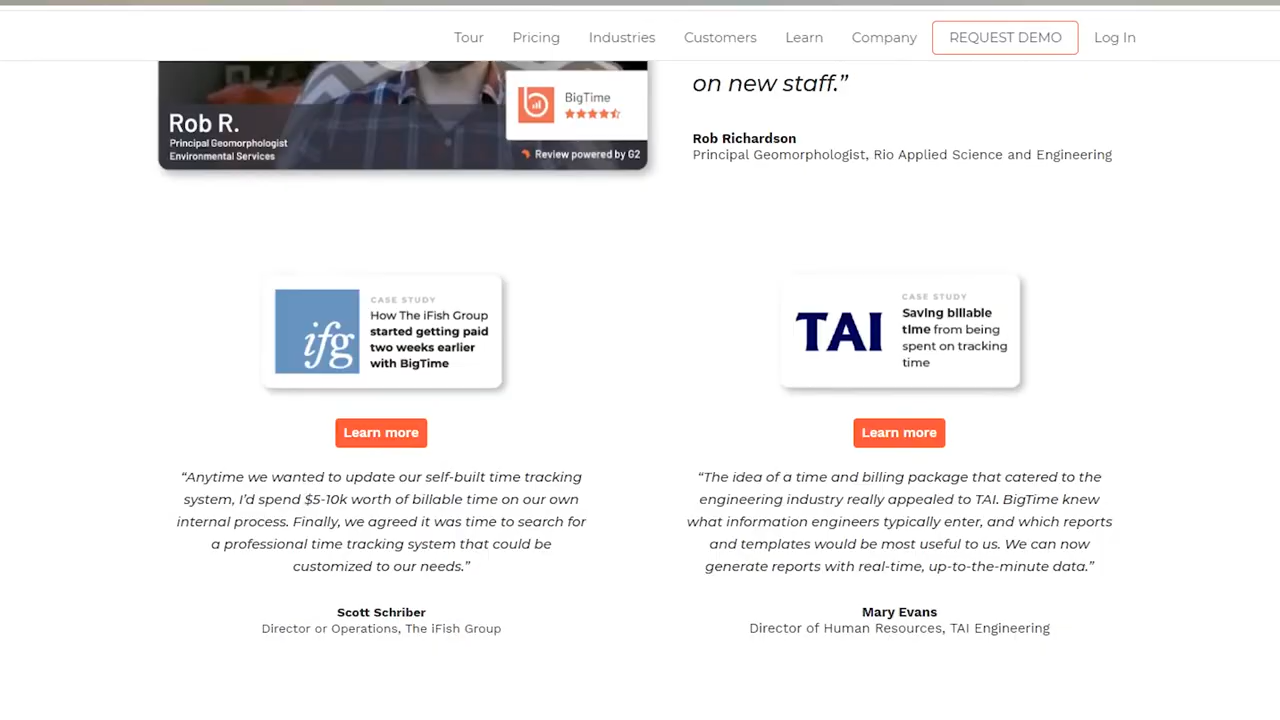 Tour Pricing Industries Customers Learn Company REQUEST DEMO Log In
on new staff.”
BigTime
Rob R.
Principal Geomorphologist
Environmental Services
Review powered by G2
Rob Richardson
Principal Geomorphologist, Rio Applied Science and Engineering
ifg
CASE STUDY
How The iFish Group
started getting paid
two weeks earlier
with BigTime
Learn more
“Anytime we wanted to update our self-built time tracking
system, I’d spend $5-10k worth of billable time on our own
internal process. Finally, we agreed it was time to search for
a professional time tracking system that could be
customized to our needs.”
Scott Schriber
Director or Operations, The iFish Group
TAI
CASE STUDY
Saving billable
time from being
spent on tracking
time
Learn more
“The idea of a time and billing package that catered to the
engineering industry really appealed to TAI. BigTime knew
what information engineers typically enter, and which reports
and templates would be most useful to us. We can now
generate reports with real-time, up-to-the-minute data.”
Mary Evans
Director of Human Resources, TAI Engineering